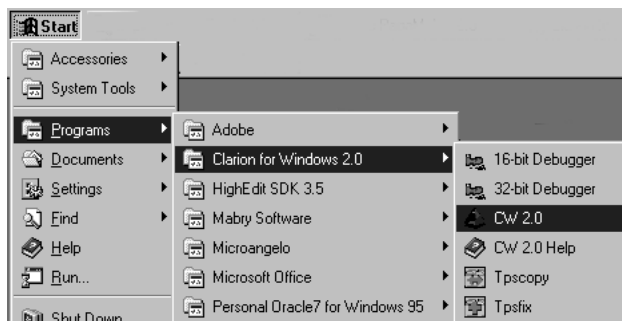 Start
Accessories
System Tools
Programs
Documents
Settings
Find
Help
Run...
Shut Down
Adobe
Clarion for Windows 2.0
HighEdit SDK 3.5
Mabry Software
Microangelo
Microsoft Office
Personal Oracle7 for Windows 95
16-bit Debugger
32-bit Debugger
CW 2.0
CW 2.0 Help
Tpscopy
Tpsfix